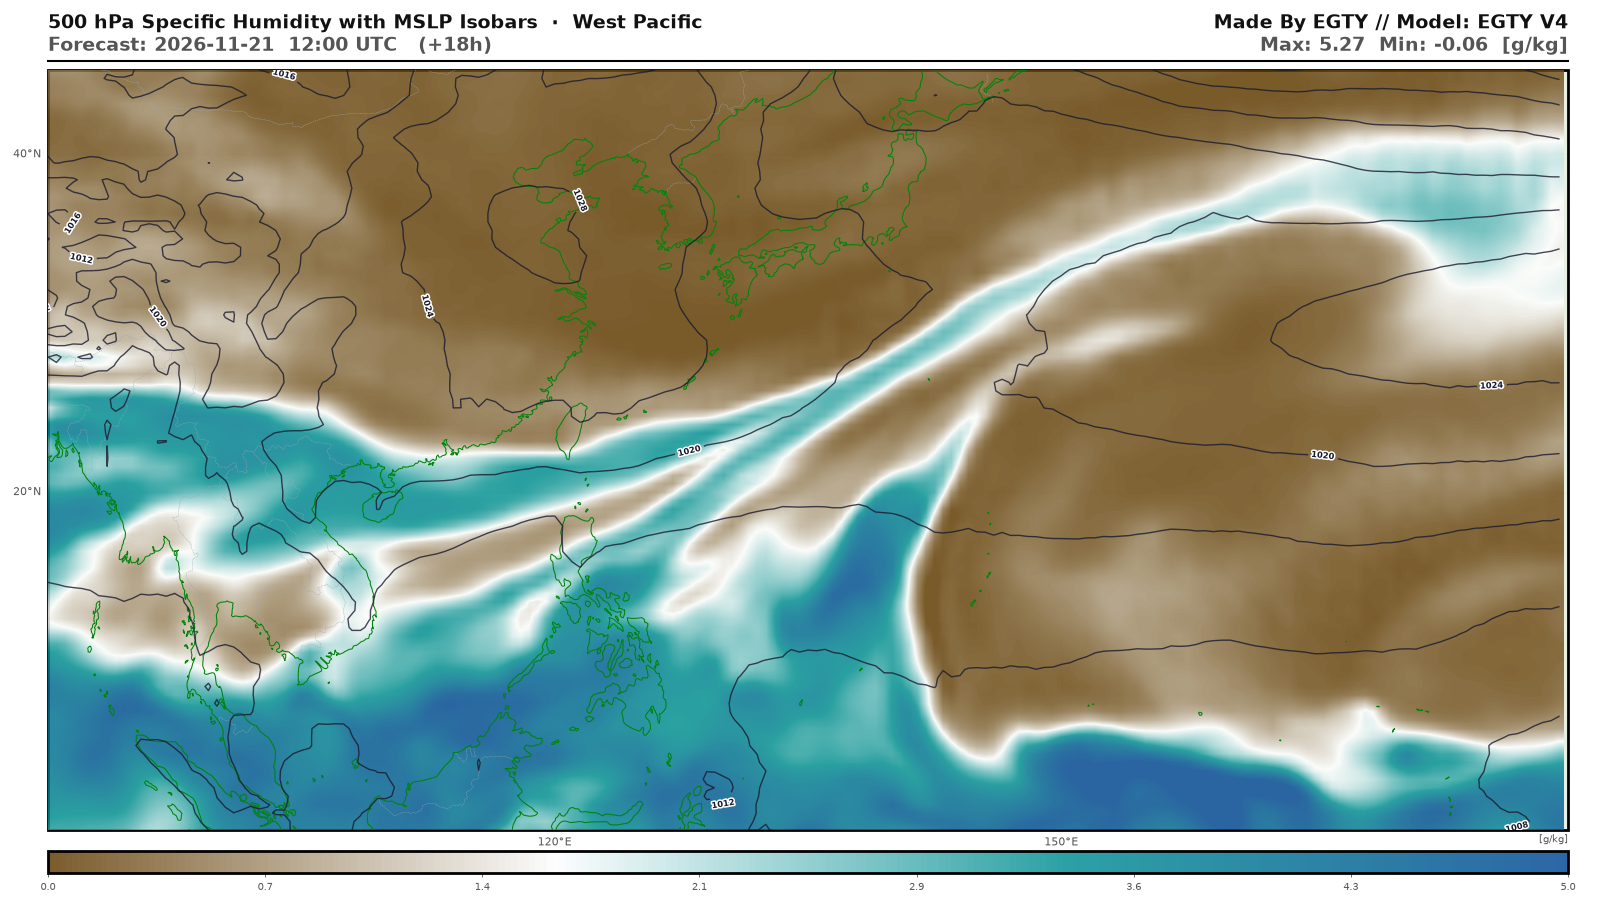 500 hPa Specific Humidity with MSLP Isobars · West Pacific
Made By EGTY // Model: EGTY V4
Forecast: 2026-11-21 12:00 UTC (+18h)
Max: 5.27 Min: -0.06 [g/kg]
1016
40°N
1028
1016
1012
1024
1020
1024
1020
1020
20°N
1012
1008
120°E
150°E
[g/kg]
0.0
0.7
1.4
2.1
2.9
3.6
4.3
5.0